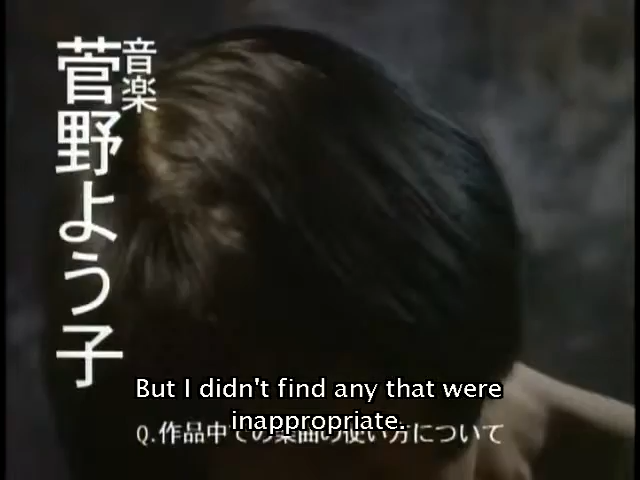 音楽
菅野よう子
But I didn't find any that were
inappropriate.
Q.作品中での楽曲の使い方について